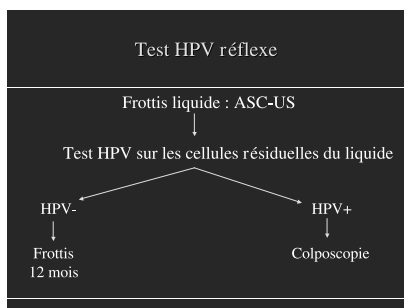 Test HPV réflexe
Frottis liquide : ASC-US
Test HPV sur les cellules résiduelles du liquide
HPV-
HPV+
Frottis
12 mois
Colposcopie